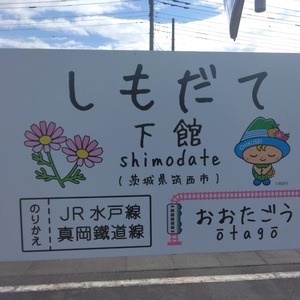 しもだて
下館
shimodate
(茨城県筑西市)
CHIKUSEI
のりかえ
JR水戸線
真岡鐵道線
おおたごう
ōtagō